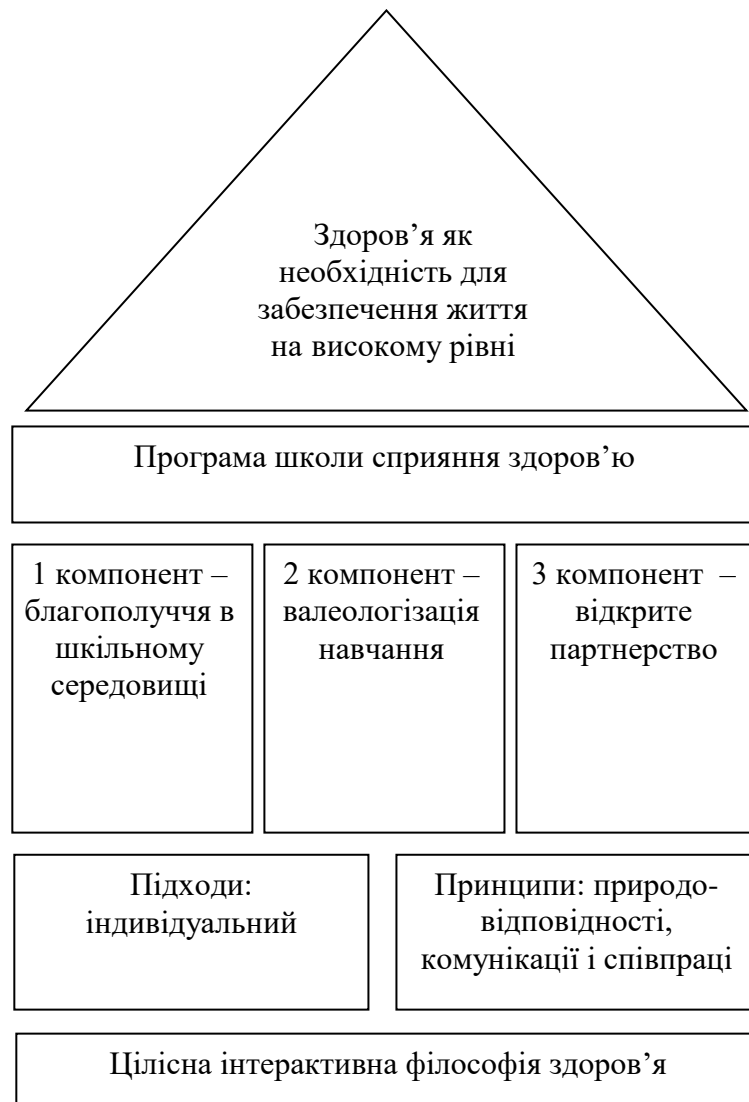 Здоров’я як
необхідність для
забезпечення життя
на високому рівні
Програма школи сприяння здоров’ю
1 компонент –
благополуччя в
шкільному
середовищі
2 компонент –
валеологізація
навчання
3 компонент –
відкрите
партнерство
Підходи:
індивідуальний
Принципи: природо-
відповідності,
комунікації і співпраці
Цілісна інтерактивна філософія здоров’я